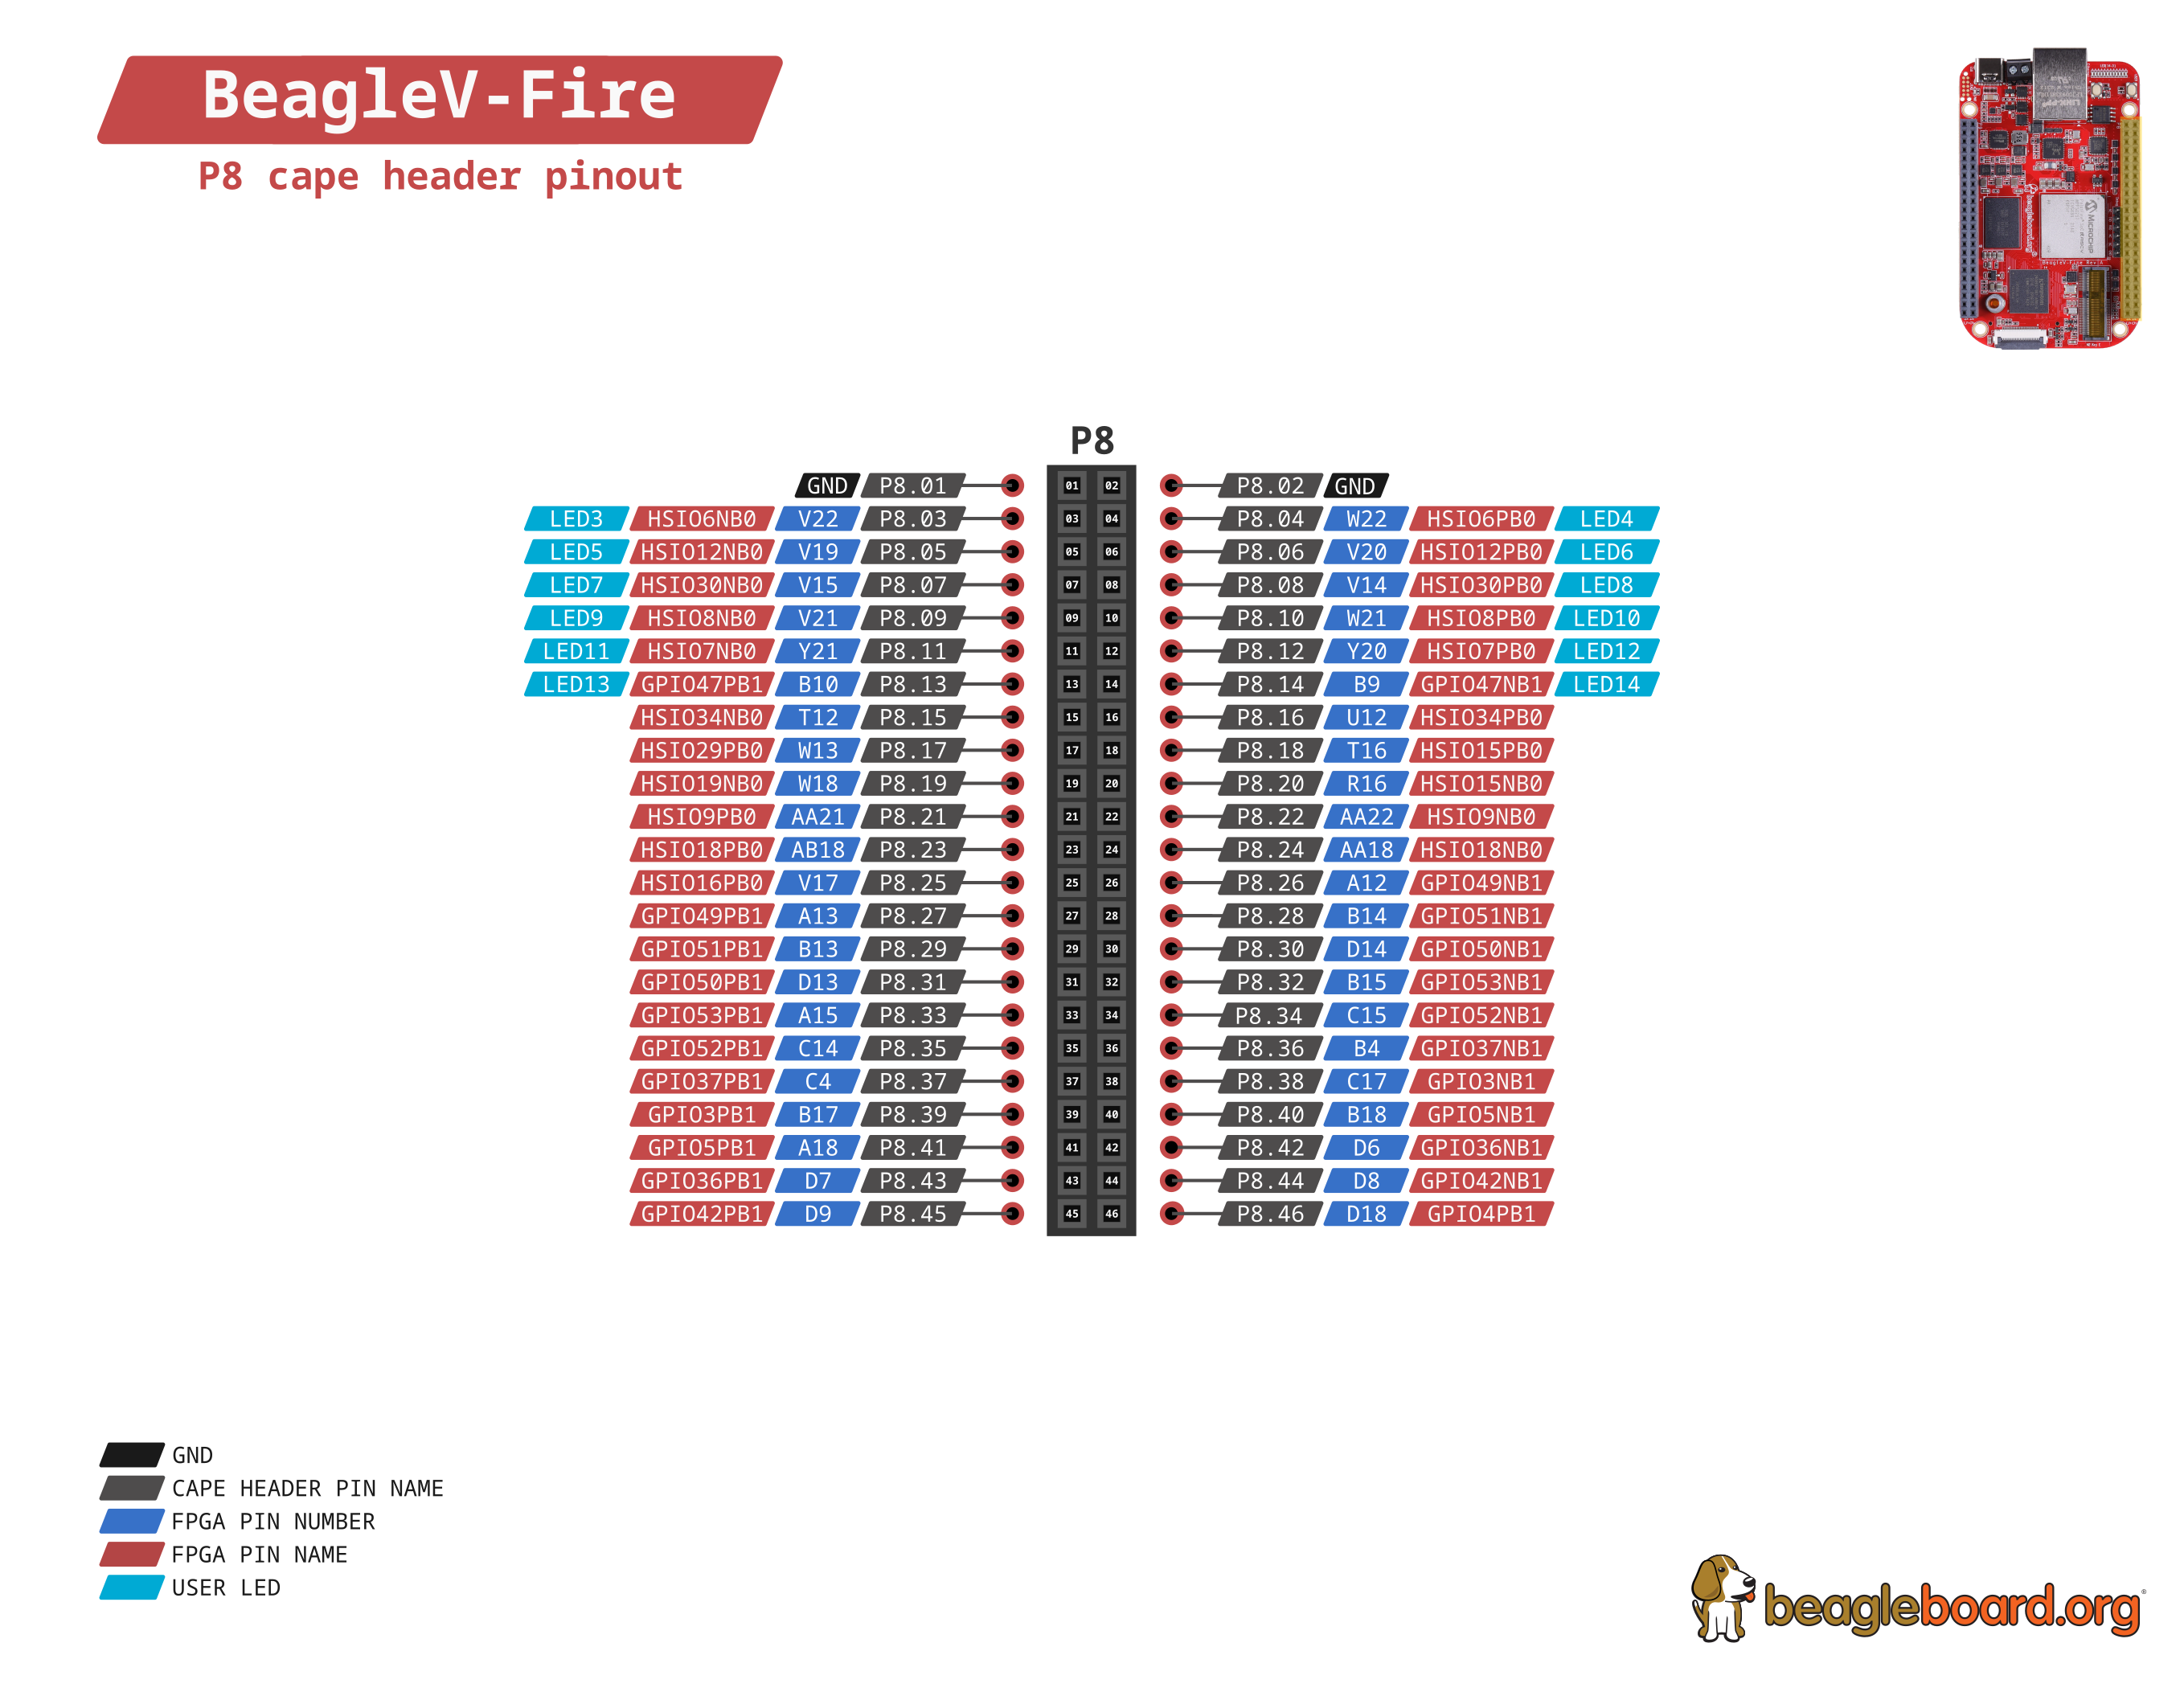 BeagleV-Fire
P8 cape header pinout
MICROCHIP
P8
GND P8.01 01 02 P8.02 GND
LED3 HSIO6NB0 V22 P8.03 03 04 P8.04 W22 HSIO6PB0 LED4
LED5 HSIO12NB0 V19 P8.05 05 06 P8.06 V20 HSIO12PB0 LED6
LED7 HSIO30NB0 V15 P8.07 07 08 P8.08 V14 HSIO30PB0 LED8
LED9 HSIO8NB0 V21 P8.09 09 10 P8.10 W21 HSIO8PB0 LED10
LED11 HSIO7NB0 Y21 P8.11 11 12 P8.12 Y20 HSIO7PB0 LED12
LED13 GPIO47PB1 B10 P8.13 13 14 P8.14 B9 GPIO47NB1 LED14
HSIO34NB0 T12 P8.15 15 16 P8.16 U12 HSIO34PB0
HSIO29PB0 W13 P8.17 17 18 P8.18 T16 HSIO15PB0
HSIO19NB0 W18 P8.19 19 20 P8.20 R16 HSIO15NB0
HSIO9PB0 AA21 P8.21 21 22 P8.22 AA22 HSIO9NB0
HSIO18PB0 AB18 P8.23 23 24 P8.24 AA18 HSIO18NB0
HSIO16PB0 V17 P8.25 25 26 P8.26 A12 GPIO49NB1
GPIO49PB1 A13 P8.27 27 28 P8.28 B14 GPIO51NB1
GPIO51PB1 B13 P8.29 29 30 P8.30 D14 GPIO50NB1
GPIO50PB1 D13 P8.31 31 32 P8.32 B15 GPIO53NB1
GPIO53PB1 A15 P8.33 33 34 P8.34 C15 GPIO52NB1
GPIO52PB1 C14 P8.35 35 36 P8.36 B4 GPIO37NB1
GPIO37PB1 C4 P8.37 37 38 P8.38 C17 GPIO3NB1
GPIO3PB1 B17 P8.39 39 40 P8.40 B18 GPIO5NB1
GPIO5PB1 A18 P8.41 41 42 P8.42 D6 GPIO36NB1
GPIO36PB1 D7 P8.43 43 44 P8.44 D8 GPIO42NB1
GPIO42PB1 D9 P8.45 45 46 P8.46 D18 GPIO4PB1
GND
CAPE HEADER PIN NAME
FPGA PIN NUMBER
FPGA PIN NAME
USER LED
beagleboard.org®